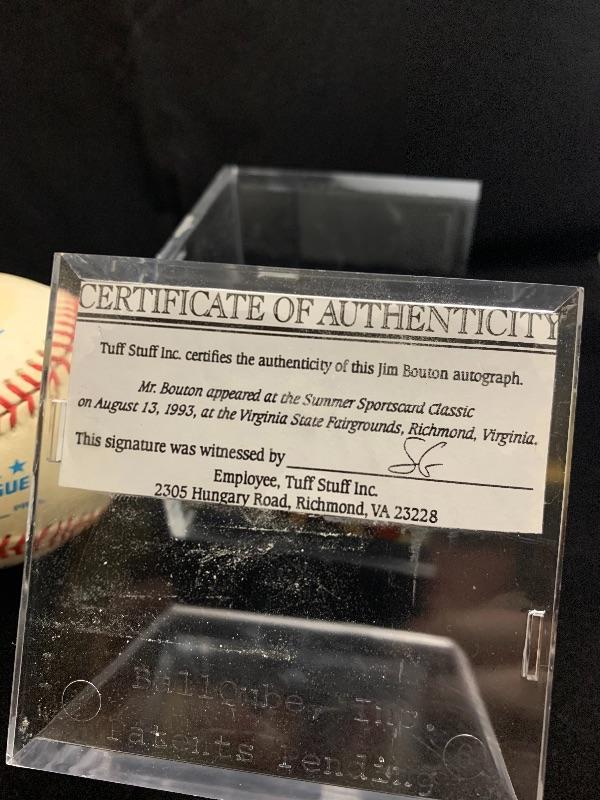 CERTIFICATE OF AUTHENTICITY
Tuff Stuff Inc. certifies the authenticity of this Jim Bouton autograph.
Mr. Bouton appeared at the Summer Sportscard Classic
on August 13, 1993, at the Virginia State Fairgrounds, Richmond, Virginia.
This signature was witnessed by SG
Employee, Tuff Stuff Inc.
2305 Hungary Road, Richmond, VA 23228
GUE
BallQube, Inc.
Patents Pending